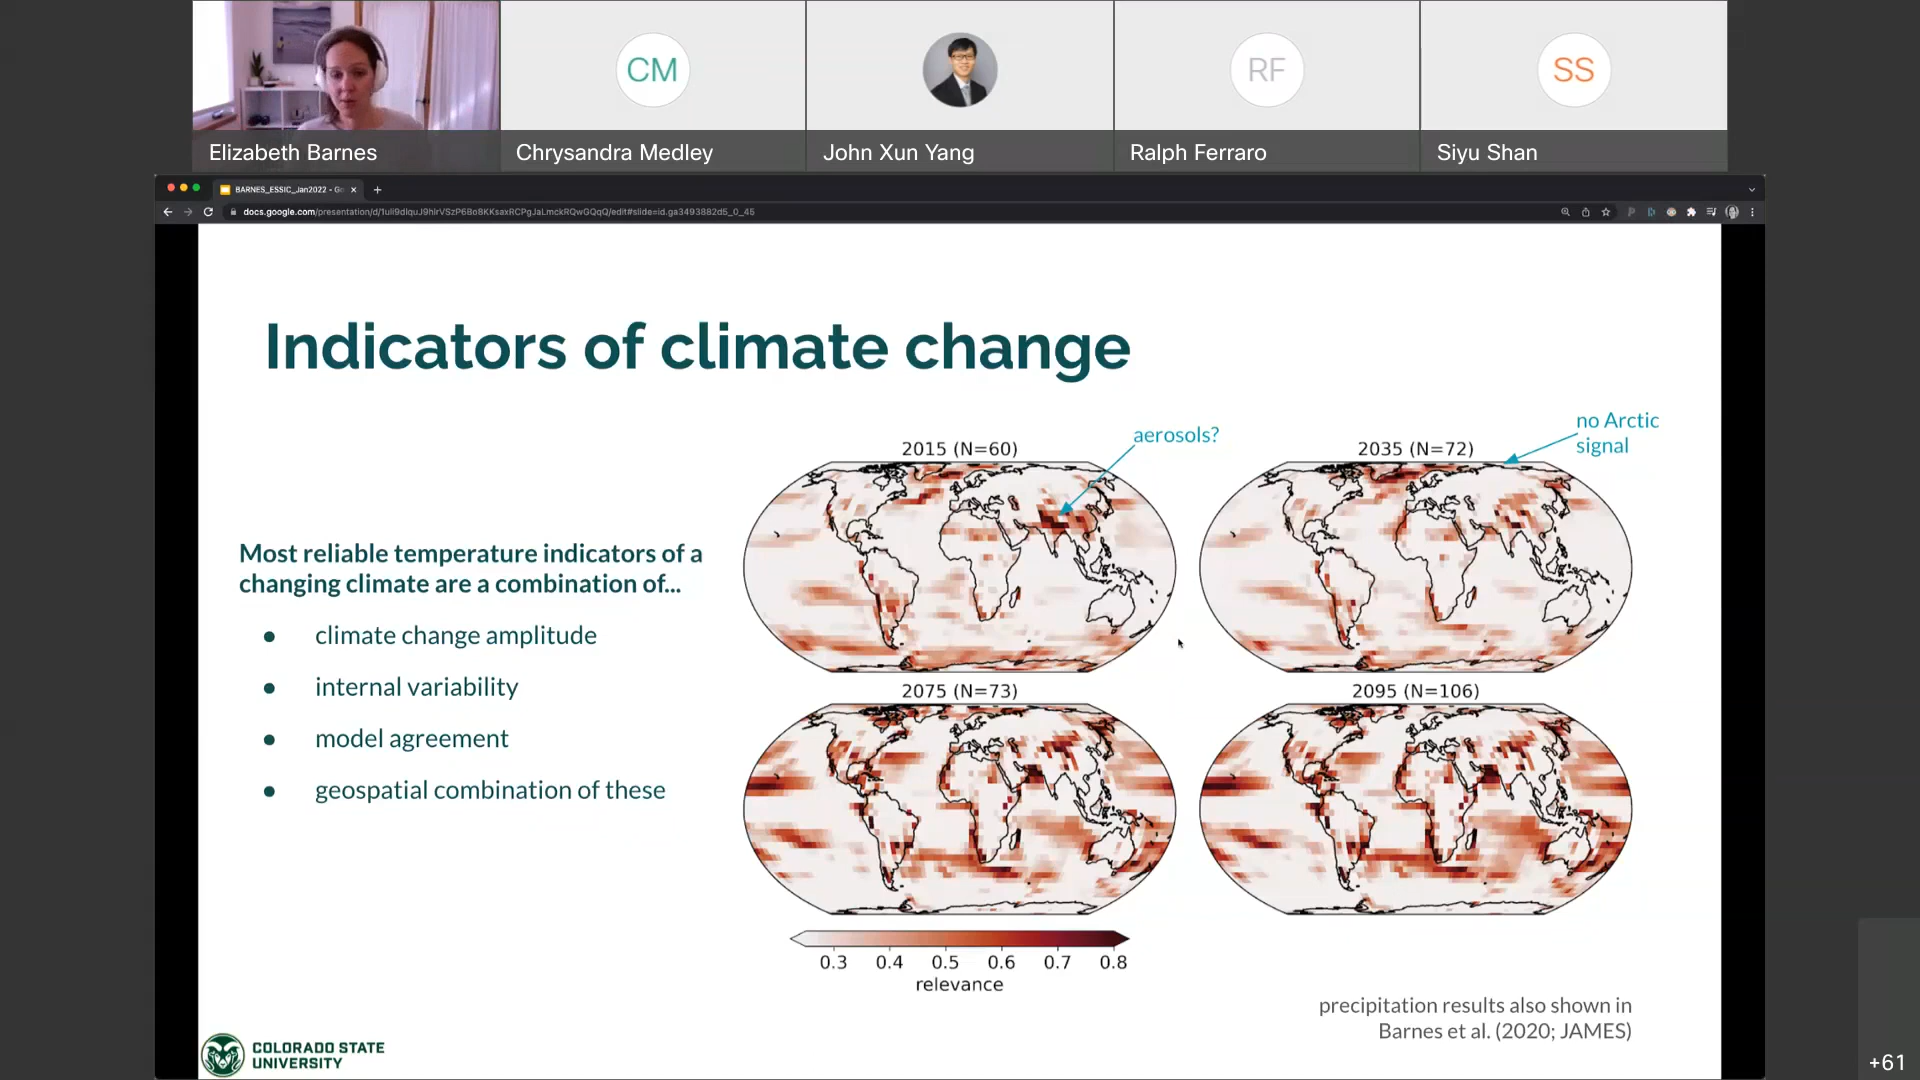 CM
RF
SS
Elizabeth Barnes
Chrysandra Medley
John Xun Yang
Ralph Ferraro
Siyu Shan
BARNES_ESSIC_Jan2022 - Go
Indicators of climate change
aerosols?
no Arctic
signal
2015 (N=60)
2035 (N=72)
Most reliable temperature indicators of a
changing climate are a combination of...
● climate change amplitude
● internal variability
● model agreement
● geospatial combination of these
2075 (N=73)
2095 (N=106)
0.3 0.4 0.5 0.6 0.7 0.8
relevance
precipitation results also shown in
Barnes et al. (2020; JAMES)
COLORADO STATE
UNIVERSITY
+61